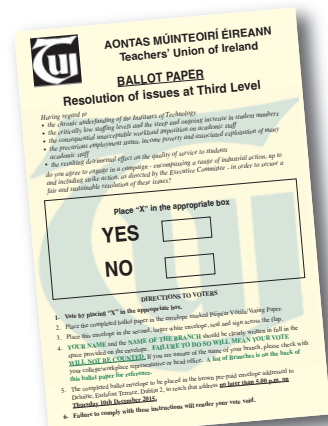 TUI
AONTAS MÚINTEOIRÍ ÉIREANN
Teachers' Union of Ireland
BALLOT PAPER
Resolution of issues at Third Level
Having regard to
• the chronic underfunding of the Institutes of Technology
• the critically low staffing levels and the steep and ongoing increase in student numbers
• the consequential unacceptable workload imposition on academic staff
• the precarious employment status, income poverty and associated exploitation of many
academic staff
• the resulting detrimental effect on the quality of service to students
do you agree to engage in a campaign - encompassing a range of industrial action, up to
and including strike action, as directed by the Executive Committee - in order to secure a
fair and sustainable resolution of these issues?
Place "X" in the appropriate box
YES
NO
DIRECTIONS TO VOTERS
1. Vote by placing "X" in the appropriate box.
2. Place the completed ballot paper in the envelope marked Páipéar Vótála/Voting Paper.
3. Place this envelope in the second, larger white envelope, seal and sign across the flap.
4. YOUR NAME and the NAME OF THE BRANCH should be clearly written in full in the
space provided on the envelope. FAILURE TO DO SO WILL MEAN YOUR VOTE
WILL NOT BE COUNTED. If you are unsure of the name of your branch, please check with
your college/workplace representative or head office. A list of Branches is on the back of
this ballot paper for reference.
5. The completed ballot envelope to be placed in the brown pre-paid envelope addressed to
Deloitte, Earlsfort Terrace, Dublin 2, to reach that address no later than 5.00 p.m. on
Thursday 10th December 2015.
6. Failure to comply with these instructions will render your vote void.